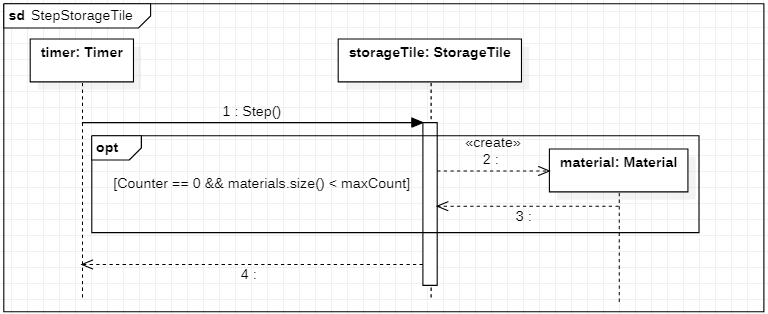 sd StepStorageTile
timer: Timer
storageTile: StorageTile
1 : Step()
opt
«create»
2 :
material: Material
[Counter == 0 && materials.size() < maxCount]
3 :
4 :